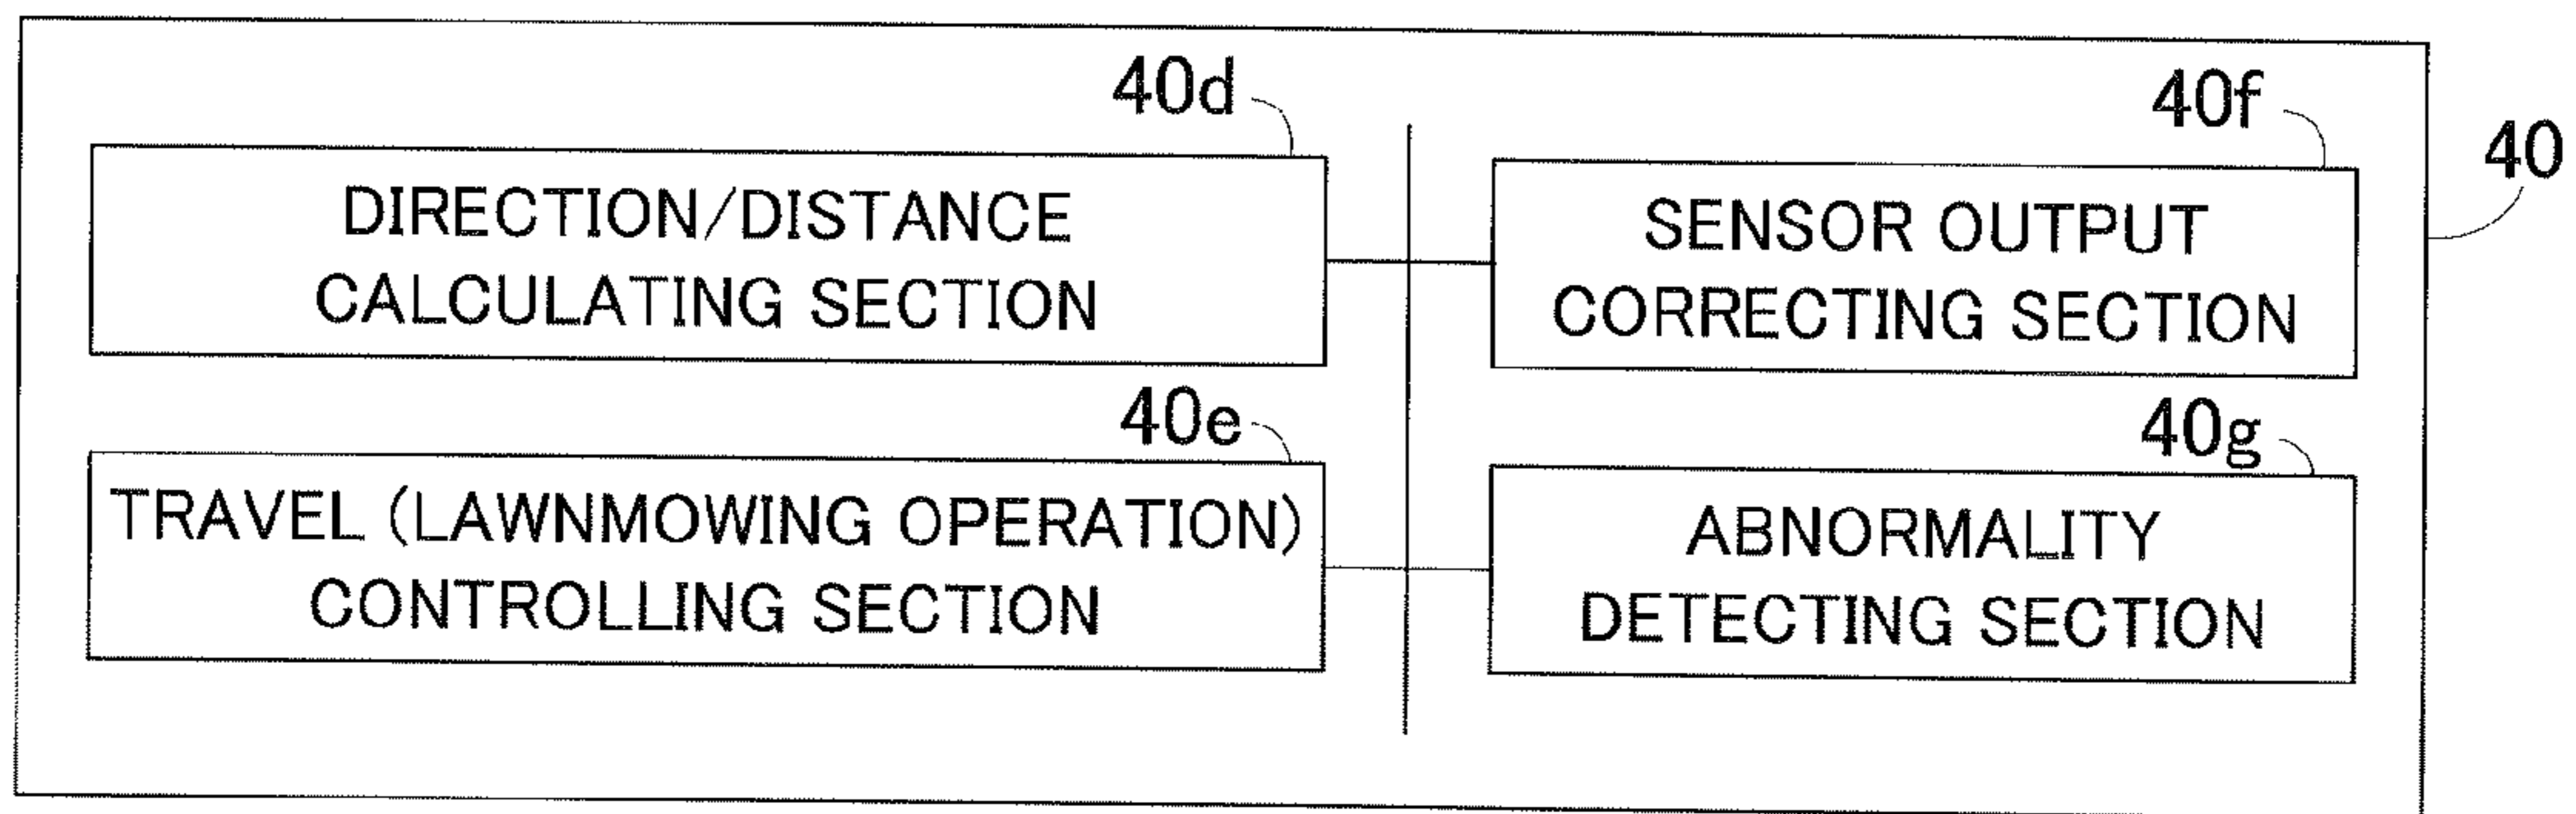 40d
DIRECTION/DISTANCE
CALCULATING SECTION
40f
SENSOR OUTPUT
CORRECTING SECTION
40
40e
TRAVEL (LAWNMOWING OPERATION)
CONTROLLING SECTION
40g
ABNORMALITY
DETECTING SECTION